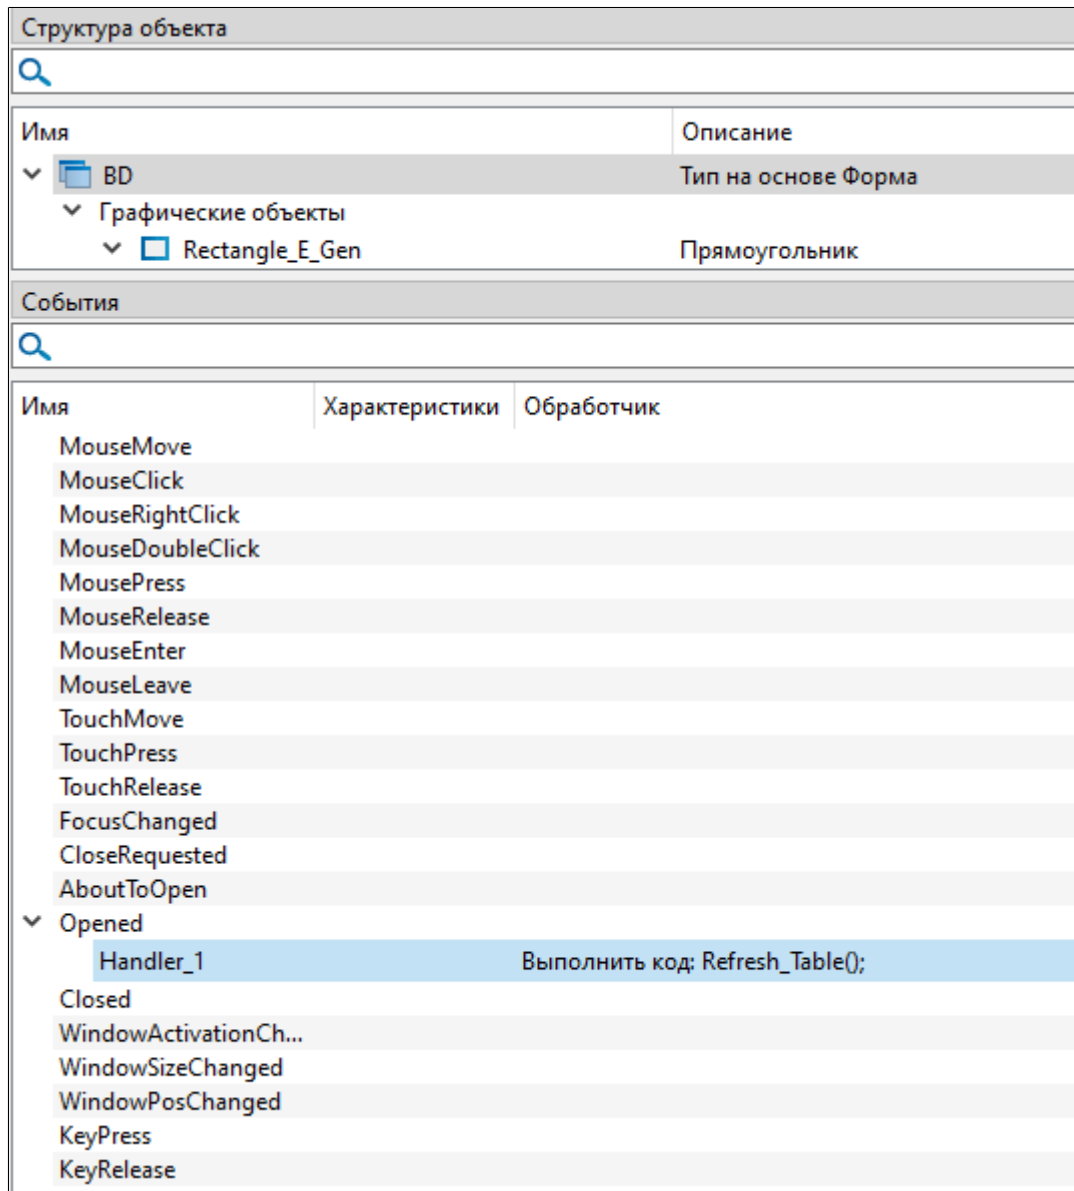 Структура объекта
Имя Описание
BD Тип на основе Форма
Графические объекты
Rectangle_E_Gen Прямоугольник
События
Имя Характеристики Обработчик
MouseMove
MouseClick
MouseRightClick
MouseDoubleClick
MousePress
MouseRelease
MouseEnter
MouseLeave
TouchMove
TouchPress
TouchRelease
FocusChanged
CloseRequested
AboutToOpen
Opened
Handler_1 Выполнить код: Refresh_Table();
Closed
WindowActivationCh...
WindowSizeChanged
WindowPosChanged
KeyPress
KeyRelease